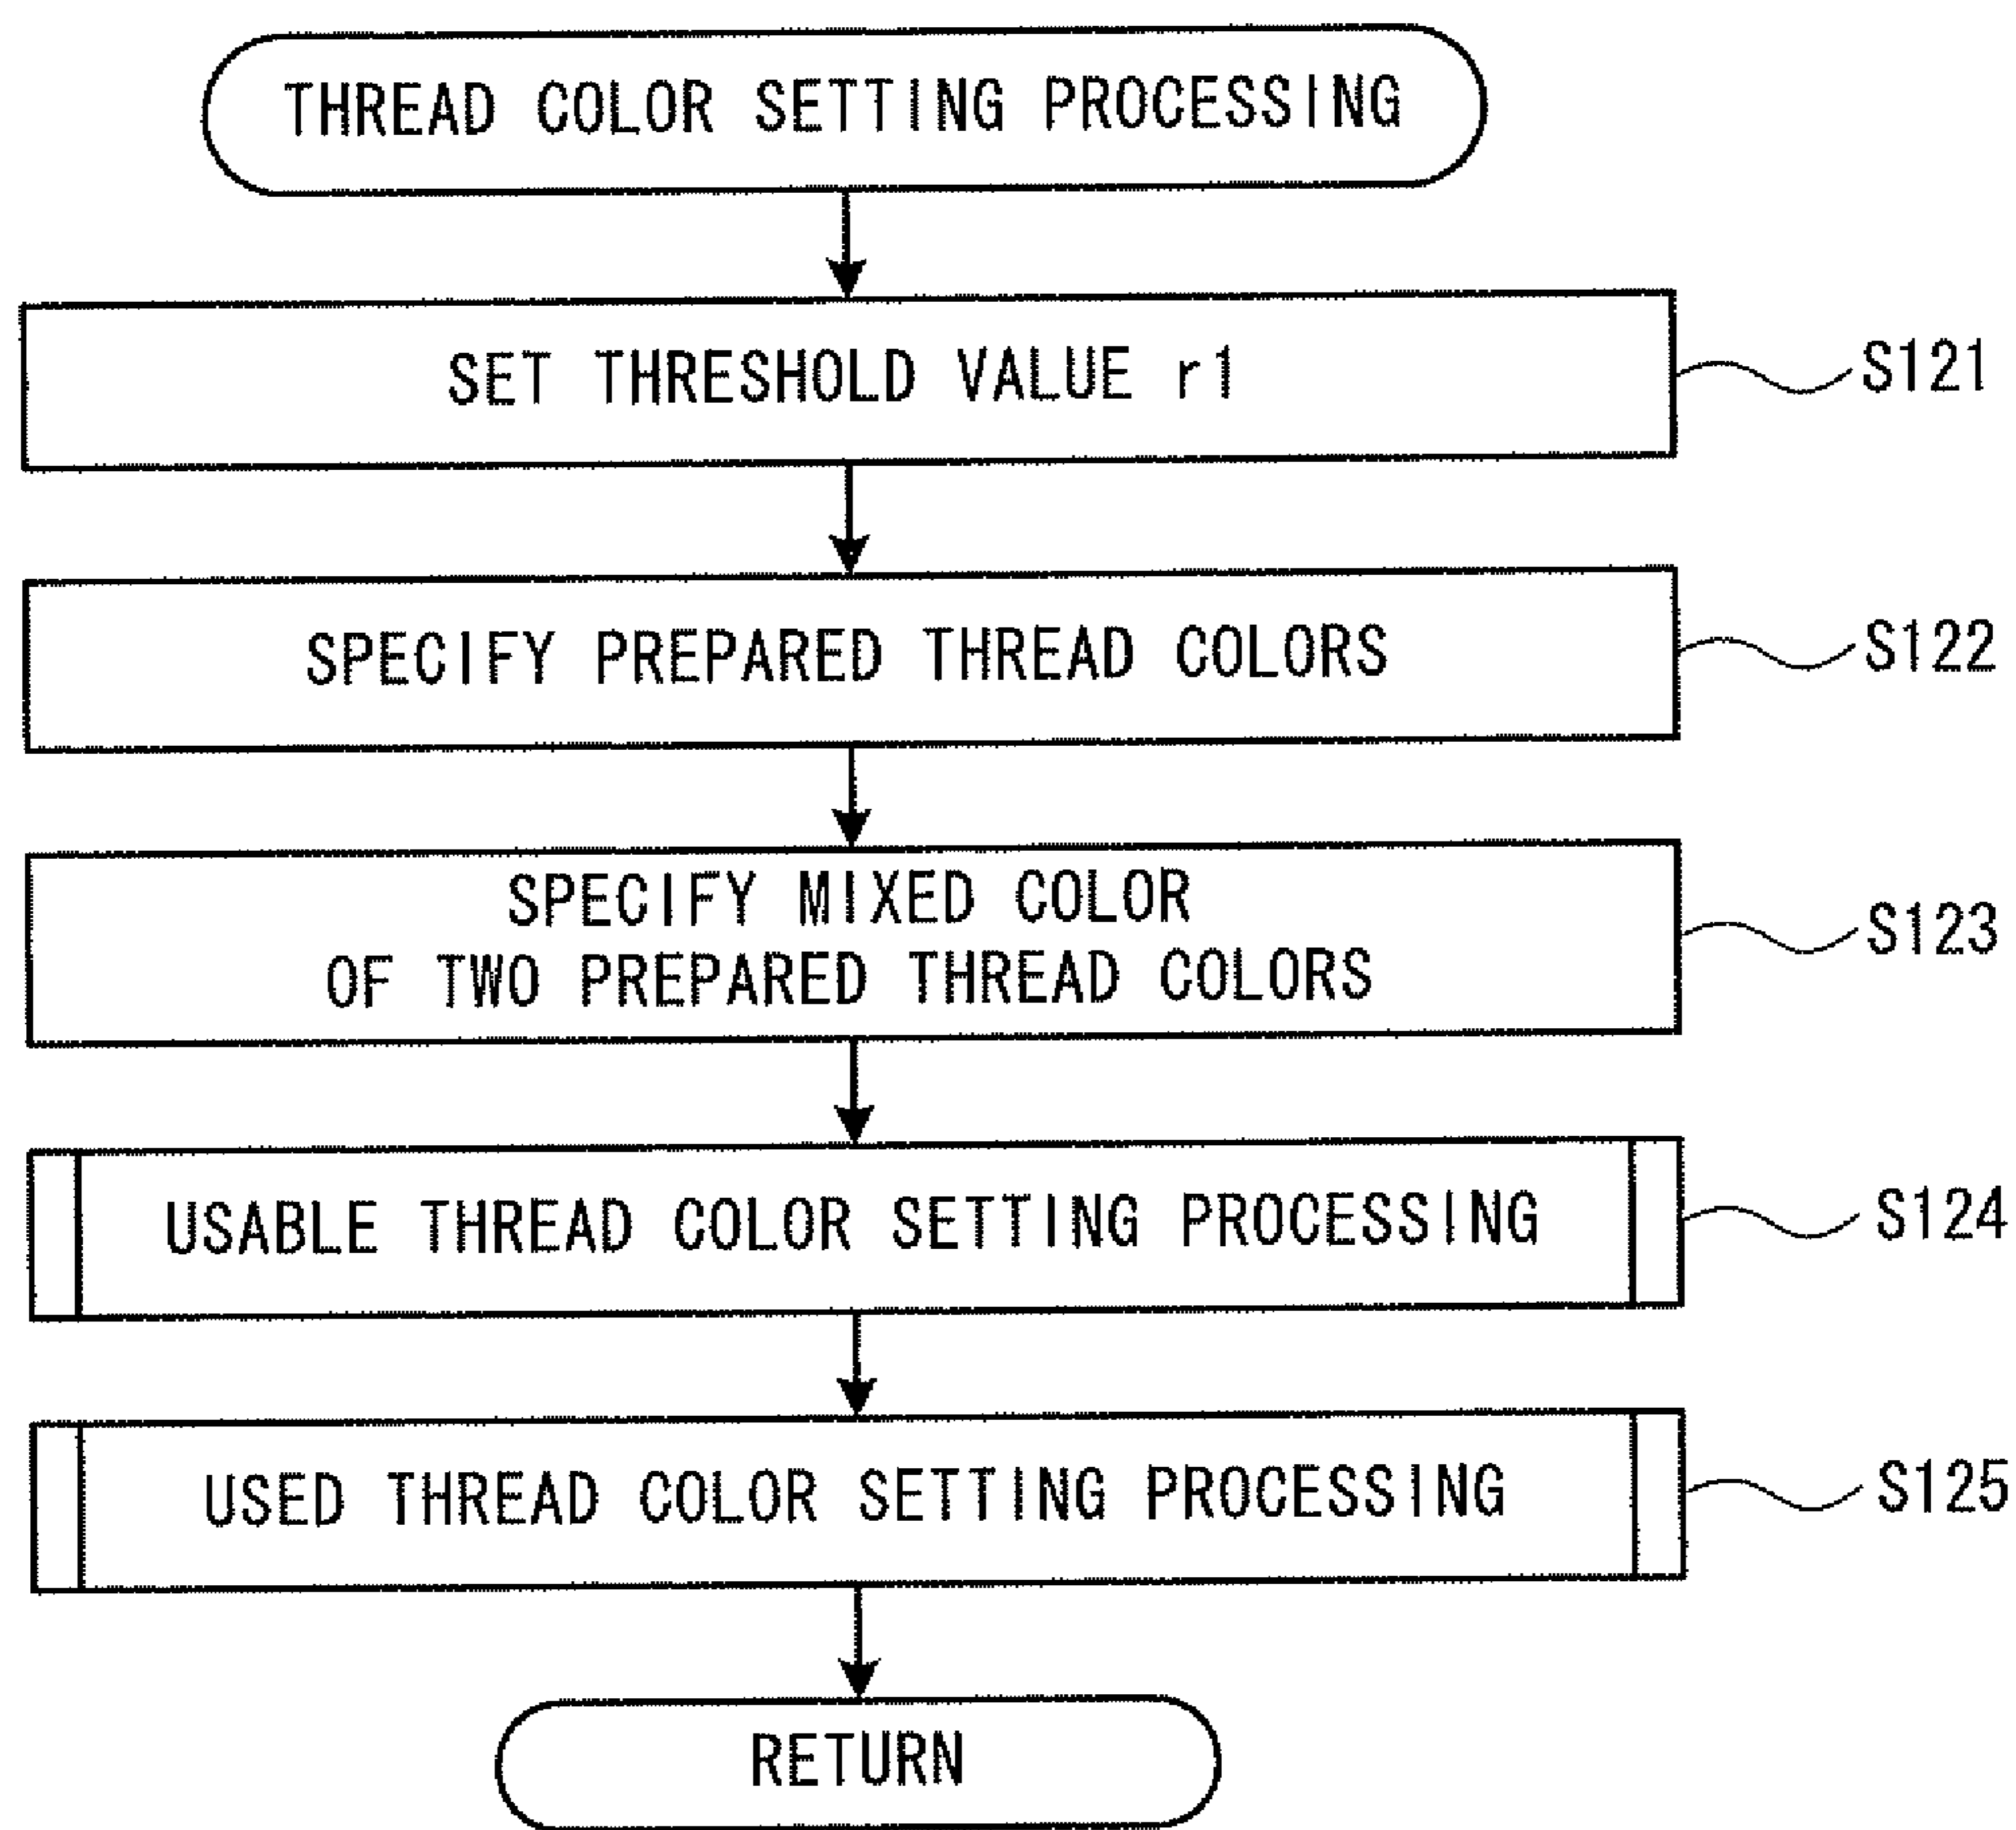 THREAD COLOR SETTING PROCESSING
SET THRESHOLD VALUE r1
S121
SPECIFY PREPARED THREAD COLORS
S122
SPECIFY MIXED COLOR
OF TWO PREPARED THREAD COLORS
S123
USABLE THREAD COLOR SETTING PROCESSING
S124
USED THREAD COLOR SETTING PROCESSING
S125
RETURN